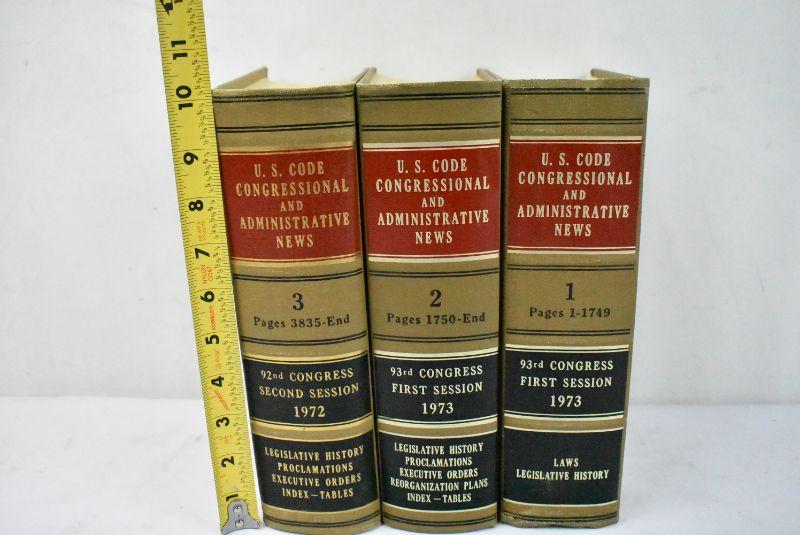 11
10
9
8
7
6
5
4
3
2
1
U. S. CODE
CONGRESSIONAL
AND
ADMINISTRATIVE
NEWS
3
Pages 3835-End
92nd CONGRESS
SECOND SESSION
1972
LEGISLATIVE HISTORY
PROCLAMATIONS
EXECUTIVE ORDERS
INDEX—TABLES
U. S. CODE
CONGRESSIONAL
AND
ADMINISTRATIVE
NEWS
2
Pages 1750-End
93rd CONGRESS
FIRST SESSION
1973
LEGISLATIVE HISTORY
PROCLAMATIONS
EXECUTIVE ORDERS
REORGANIZATION PLANS
INDEX—TABLES
U. S. CODE
CONGRESSIONAL
AND
ADMINISTRATIVE
NEWS
1
Pages 1-1749
93rd CONGRESS
FIRST SESSION
1973
LAWS
LEGISLATIVE HISTORY